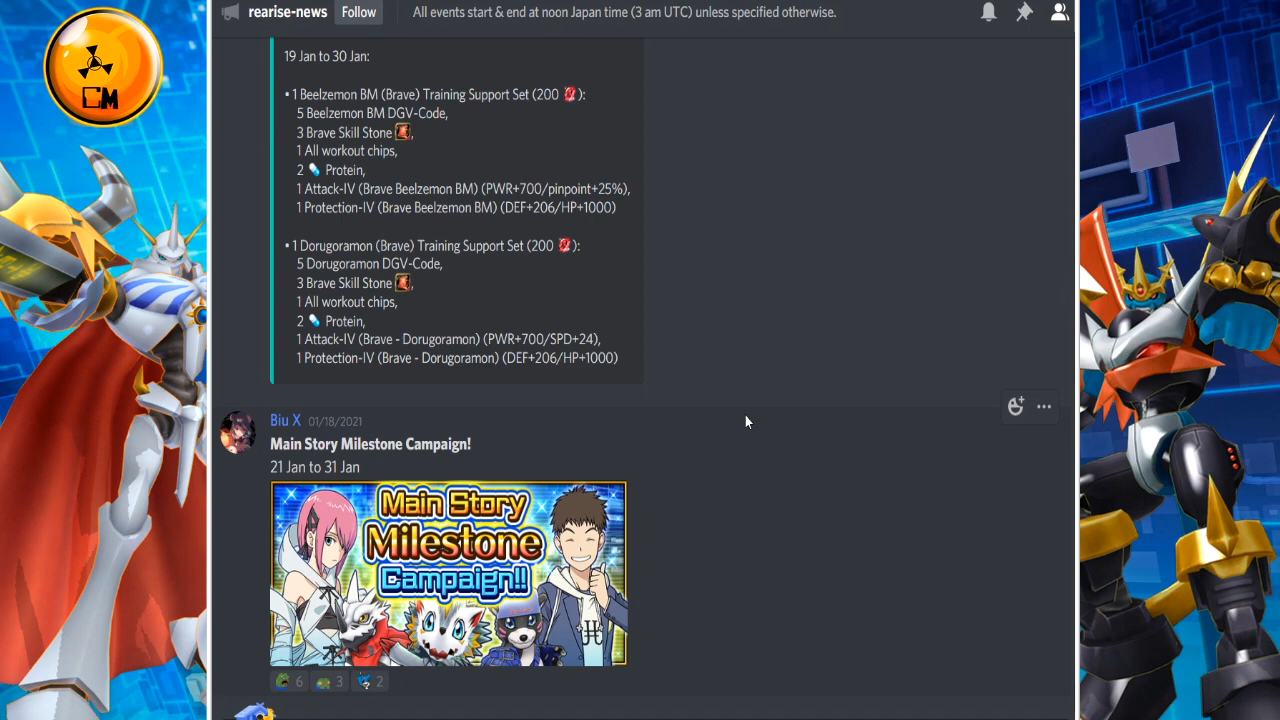 rearise-news Follow All events start & end at noon Japan time (3 am UTC) unless specified otherwise.
CM
19 Jan to 30 Jan:
• 1 Beelzemon BM (Brave) Training Support Set (200 ):
5 Beelzemon BM DGV-Code,
3 Brave Skill Stone ,
1 All workout chips,
2 Protein,
1 Attack-IV (Brave Beelzemon BM) (PWR+700/pinpoint+25%),
1 Protection-IV (Brave Beelzemon BM) (DEF+206/HP+1000)
• 1 Dorugoramon (Brave) Training Support Set (200 ):
5 Dorugoramon DGV-Code,
3 Brave Skill Stone ,
1 All workout chips,
2 Protein,
1 Attack-IV (Brave - Dorugoramon) (PWR+700/SPD+24),
1 Protection-IV (Brave - Dorugoramon) (DEF+206/HP+1000)
Biu X 01/18/2021
Main Story Milestone Campaign!
21 Jan to 31 Jan
Main Story
Milestone
Campaign!!
6 3 2